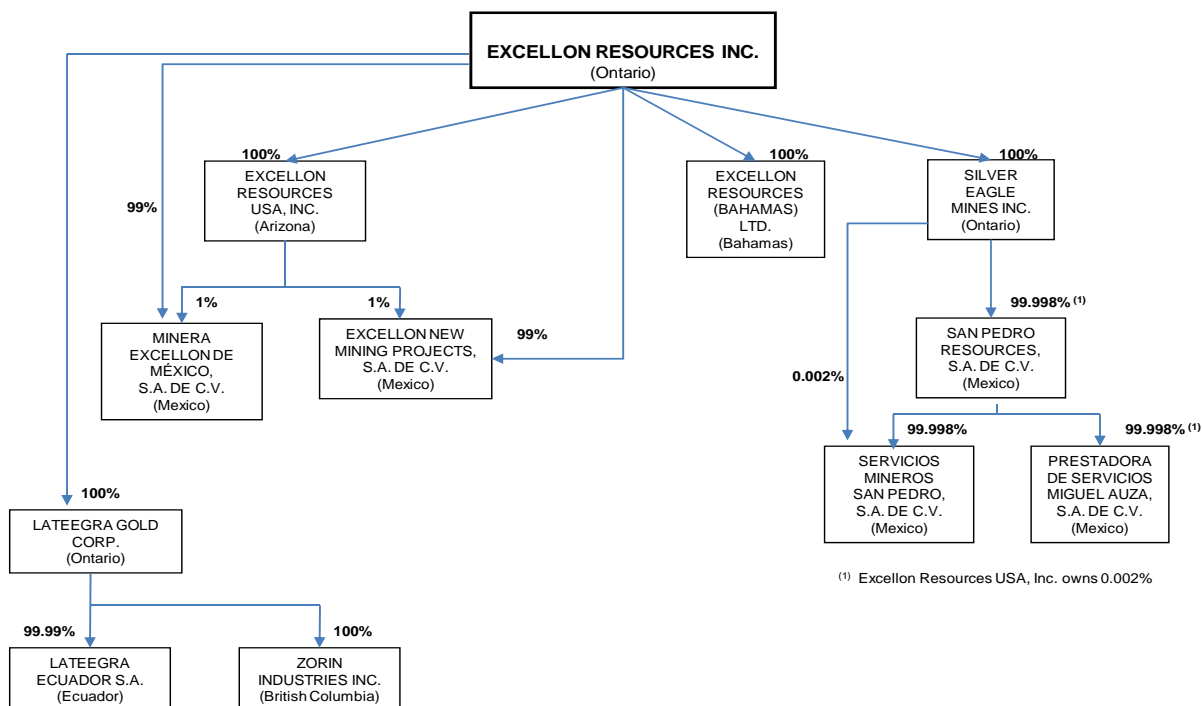 EXCELLON RESOURCES INC.
(Ontario)
100%
EXCELLON
RESOURCES
USA, INC.
(Arizona)
100%
EXCELLON
RESOURCES
(BAHAMAS)
LTD.
(Bahamas)
100%
SILVER
EAGLE
MINES INC.
(Ontario)
99%
1%
MINERA
EXCELLON DE
MÉXICO,
S.A. DE C.V.
(Mexico)
1%
EXCELLON NEW
MINING PROJECTS,
S.A. DE C.V.
(Mexico)
99%
99.998% (1)
SAN PEDRO
RESOURCES,
S.A. DE C.V.
(Mexico)
0.002%
99.998%
SERVICIOS
MINEROS
SAN PEDRO,
S.A. DE C.V.
(Mexico)
99.998% (1)
PRESTADORA
DE SERVICIOS
MIGUEL AUZA,
S.A. DE C.V.
(Mexico)
100%
LATEEGRA GOLD
CORP.
(Ontario)
(1) Excellon Resources USA, Inc. owns 0.002%
99.99%
LATEEGRA
ECUADOR S.A.
(Ecuador)
100%
ZORIN
INDUSTRIES INC.
(British Columbia)